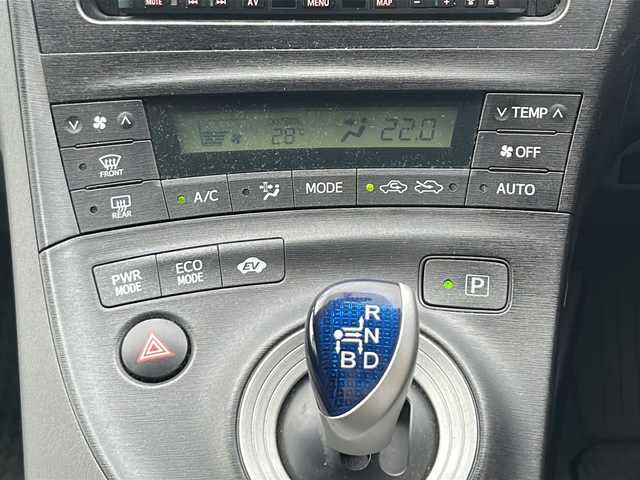 MUTE AV MENU MAP − +
28° 22.0
TEMP
OFF
FRONT
REAR
A/C MODE AUTO
PWR MODE
ECO MODE
EV
P
R
N
B D